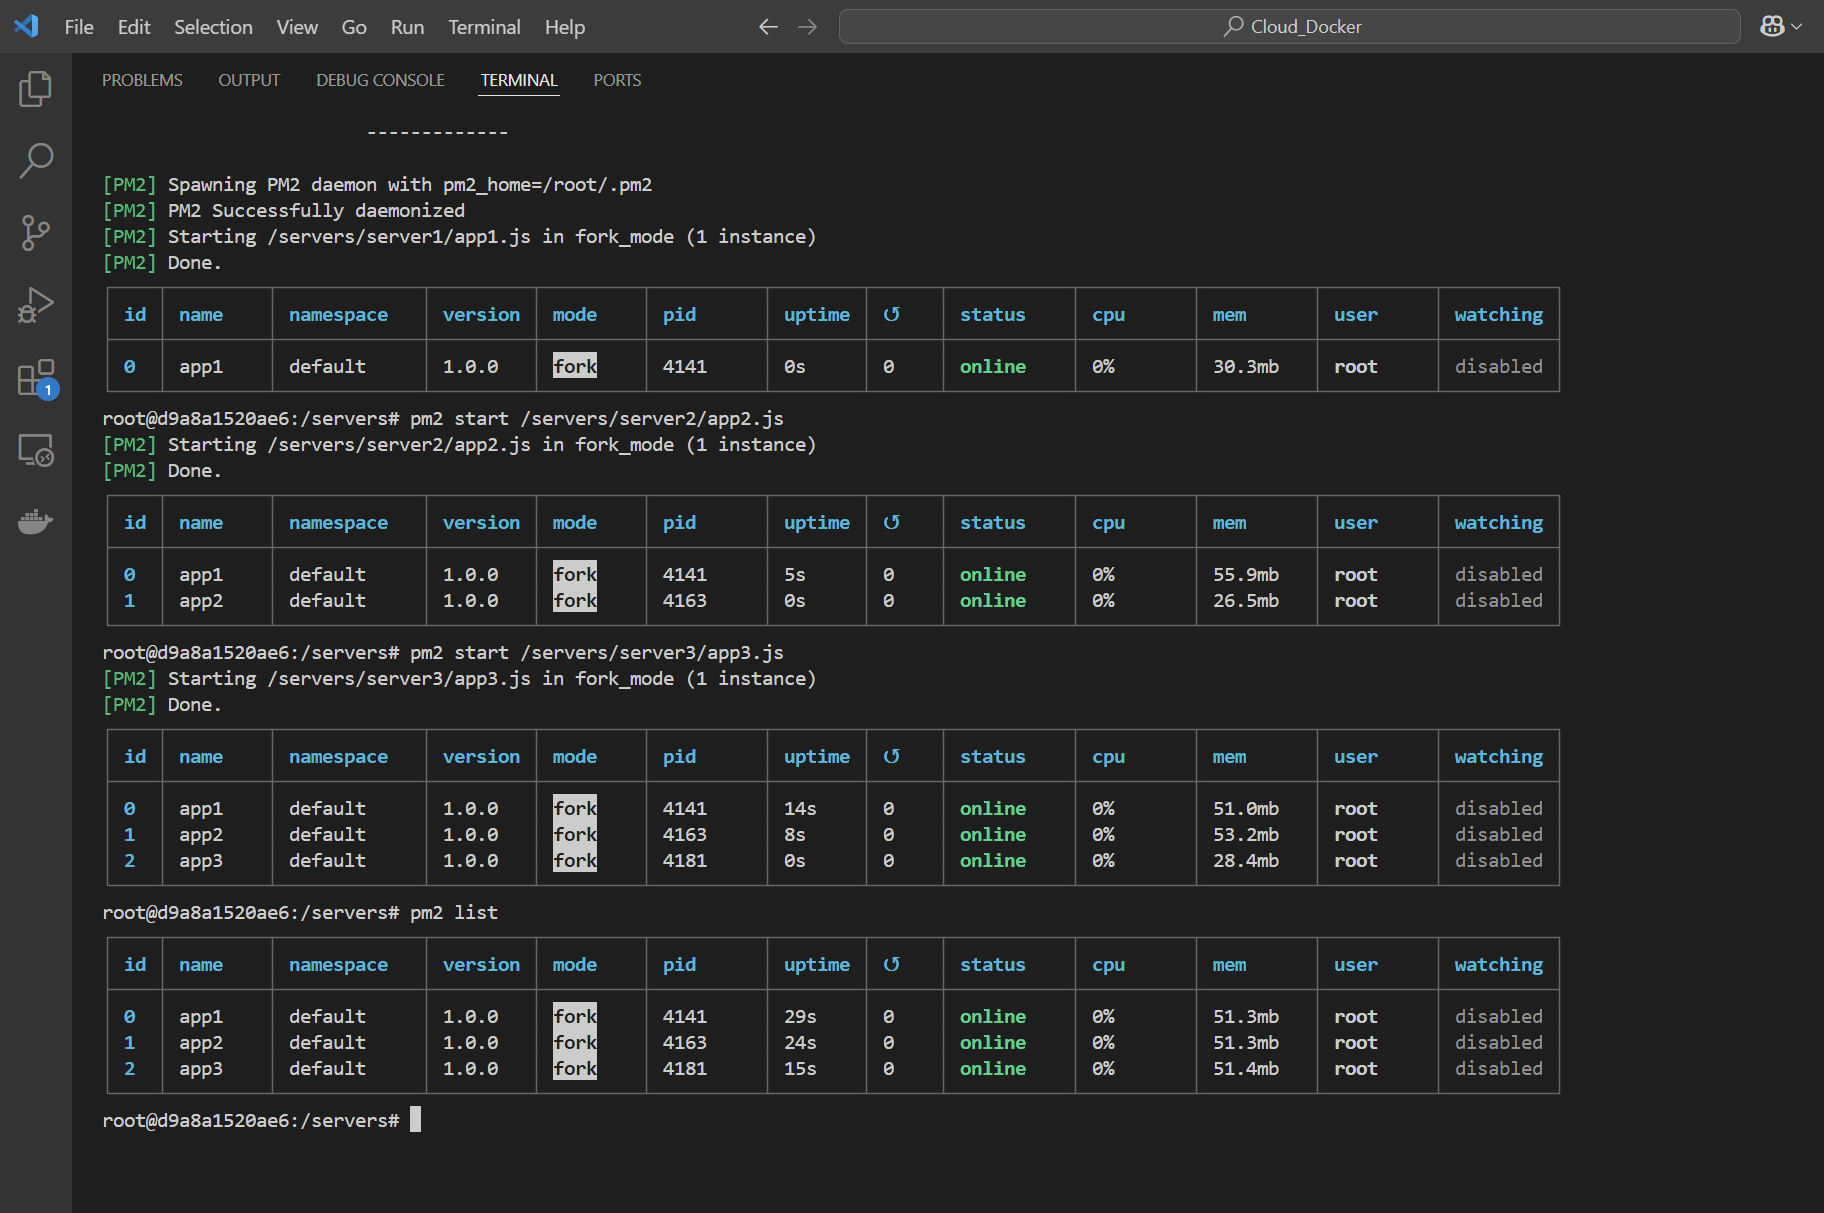 File Edit Selection View Go Run Terminal Help Cloud_Docker
PROBLEMS OUTPUT DEBUG CONSOLE TERMINAL PORTS
-------------
[PM2] Spawning PM2 daemon with pm2_home=/root/.pm2
[PM2] PM2 Successfully daemonized
[PM2] Starting /servers/server1/app1.js in fork_mode (1 instance)
[PM2] Done.
id name namespace version mode pid uptime ↺ status cpu mem user watching
0 app1 default 1.0.0 fork 4141 0s 0 online 0% 30.3mb root disabled
root@d9a8a1520ae6:/servers# pm2 start /servers/server2/app2.js
[PM2] Starting /servers/server2/app2.js in fork_mode (1 instance)
[PM2] Done.
id name namespace version mode pid uptime ↺ status cpu mem user watching
0 app1 default 1.0.0 fork 4141 5s 0 online 0% 55.9mb root disabled
1 app2 default 1.0.0 fork 4163 0s 0 online 0% 26.5mb root disabled
root@d9a8a1520ae6:/servers# pm2 start /servers/server3/app3.js
[PM2] Starting /servers/server3/app3.js in fork_mode (1 instance)
[PM2] Done.
id name namespace version mode pid uptime ↺ status cpu mem user watching
0 app1 default 1.0.0 fork 4141 14s 0 online 0% 51.0mb root disabled
1 app2 default 1.0.0 fork 4163 8s 0 online 0% 53.2mb root disabled
2 app3 default 1.0.0 fork 4181 0s 0 online 0% 28.4mb root disabled
root@d9a8a1520ae6:/servers# pm2 list
id name namespace version mode pid uptime ↺ status cpu mem user watching
0 app1 default 1.0.0 fork 4141 29s 0 online 0% 51.3mb root disabled
1 app2 default 1.0.0 fork 4163 24s 0 online 0% 51.3mb root disabled
2 app3 default 1.0.0 fork 4181 15s 0 online 0% 51.4mb root disabled
root@d9a8a1520ae6:/servers#
1